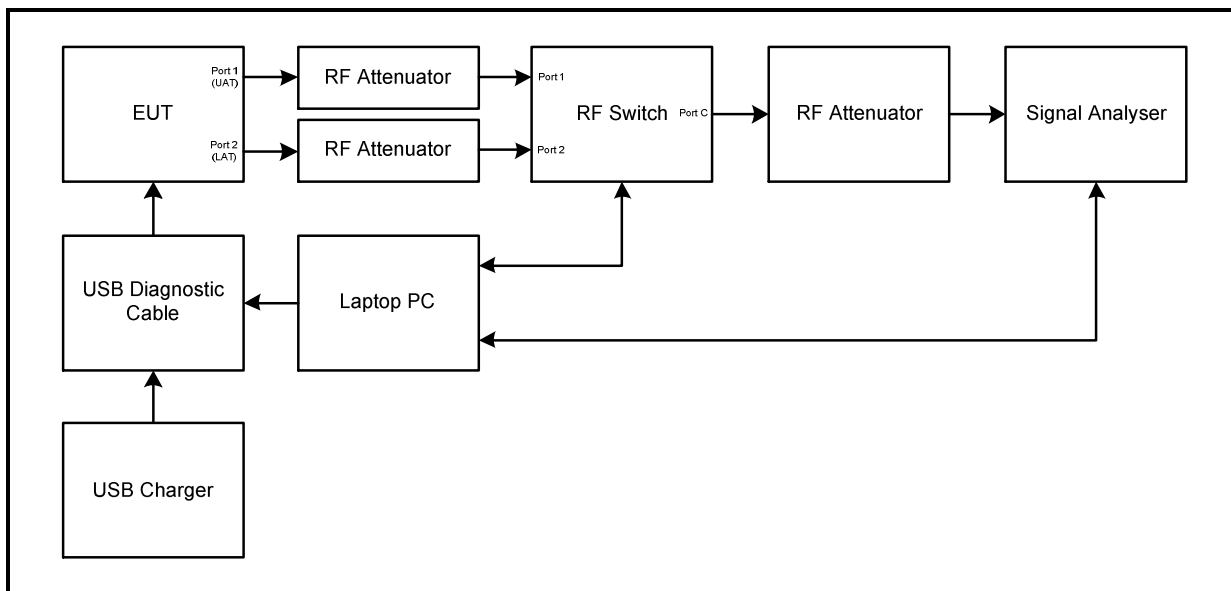 EUT
Port 1
(UAT)
Port 2
(LAT)
RF Attenuator
RF Attenuator
Port 1
Port 2
RF Switch
Port C
RF Attenuator
Signal Analyser
USB Diagnostic
Cable
Laptop PC
USB Charger